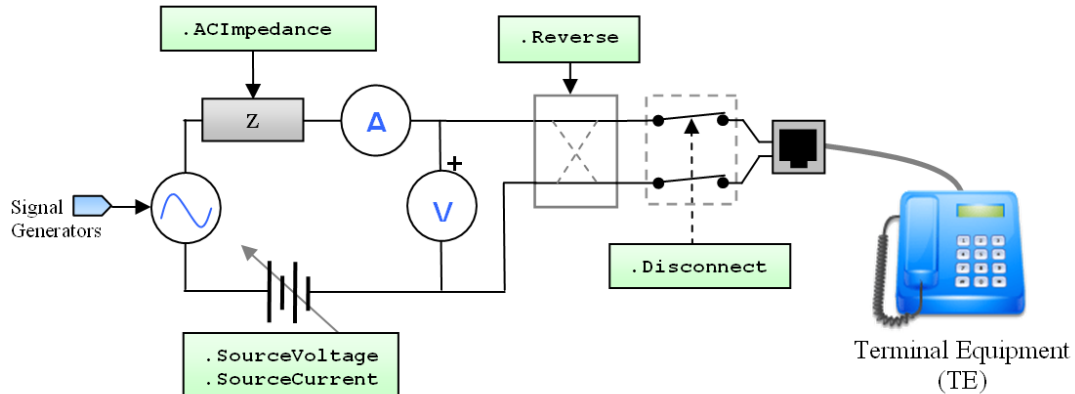 .ACImpedance
.Reverse
Z
A
+
V
Signal
Generators
.Disconnect
.SourceVoltage
.SourceCurrent
Terminal Equipment
(TE)